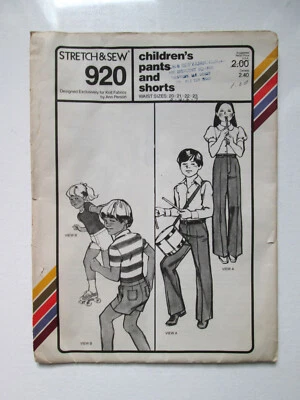 STRETCH & SEW®
920
Designed Exclusively for Knit Fabrics
by Ann Person
children's
pants
and
shorts
WAIST SIZES: 20-21-22-23
2.00
2.40
VIEW B
VIEW B
VIEW A
VIEW A